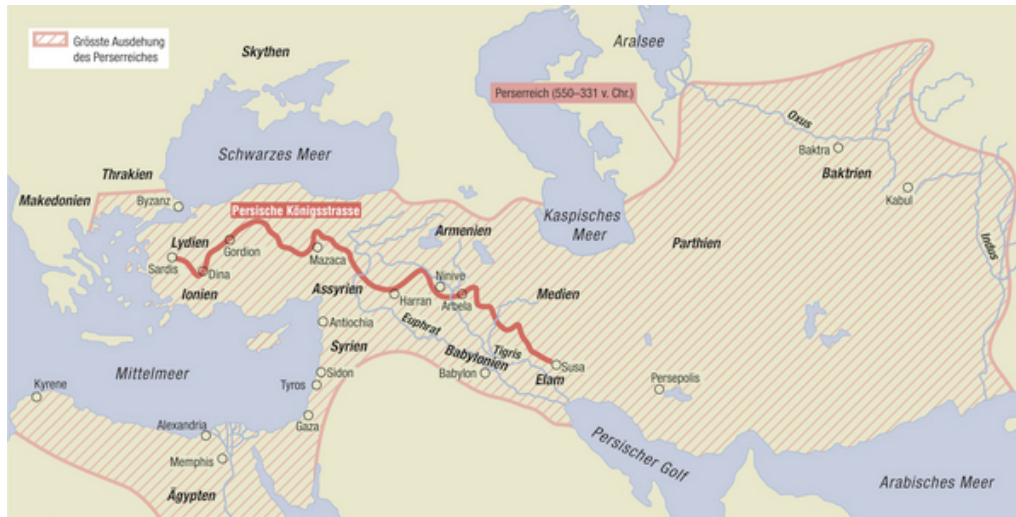 Grösste Ausdehnung
des Perserreiches
Skythen
Aralsee
Perserreich (550–331 v. Chr.)
Oxus
Schwarzes Meer
Baktra
Thrakien
Baktrien
Makedonien
Byzanz
Kabul
Persische Königsstrasse
Kaspisches
Meer
Armenien
Lydien
Gordion
Parthien
Mazaca
Indus
Sardis
Dina
Ninive
Ionien
Assyrien
Harran
Arbela
Medien
Antiochia
Euphrat
Syrien
Tigris
Babylonien
Mittelmeer
Sidon
Babylon
Susa
Elam
Tyros
Persepolis
Kyrene
Gaza
Alexandria
Persischer Golf
Memphis
Ägypten
Arabisches Meer